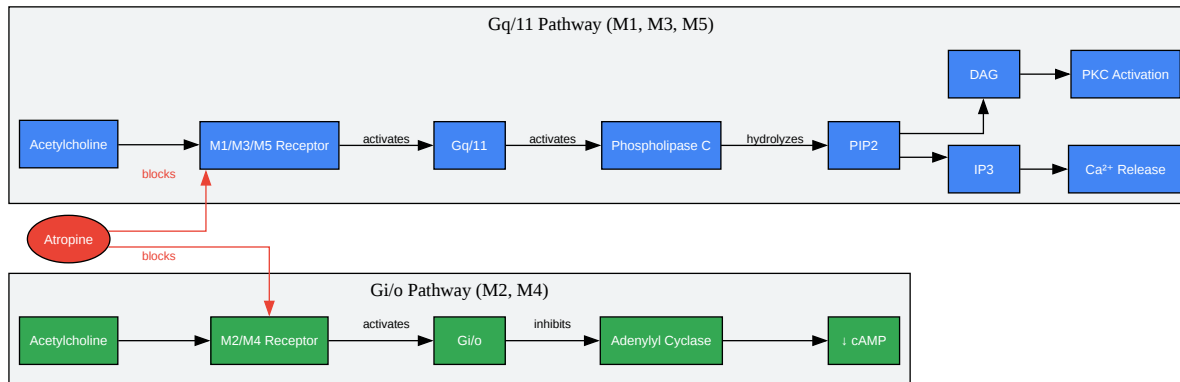 Gq/11 Pathway (M1, M3, M5)
DAG
PKC Activation
Acetylcholine
M1/M3/M5 Receptor
activates
Gq/11
activates
Phospholipase C
hydrolyzes
PIP2
IP3
Ca²⁺ Release
blocks
Atropine
blocks
Gi/o Pathway (M2, M4)
Acetylcholine
M2/M4 Receptor
activates
Gi/o
inhibits
Adenylyl Cyclase
↓ cAMP